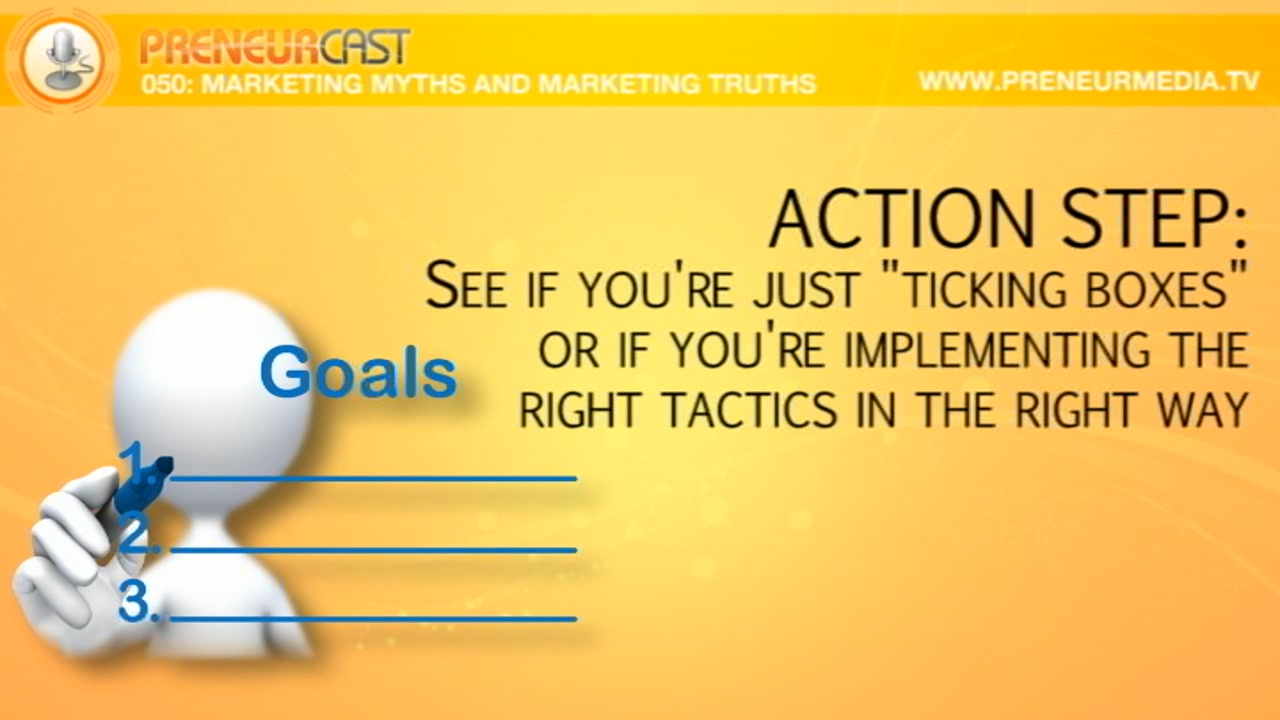 PRENEURCAST
050: MARKETING MYTHS AND MARKETING TRUTHS
WWW.PRENEURMEDIA.TV
ACTION STEP:
SEE IF YOU'RE JUST "TICKING BOXES"
OR IF YOU'RE IMPLEMENTING THE
RIGHT TACTICS IN THE RIGHT WAY
Goals
1.
2.
3.